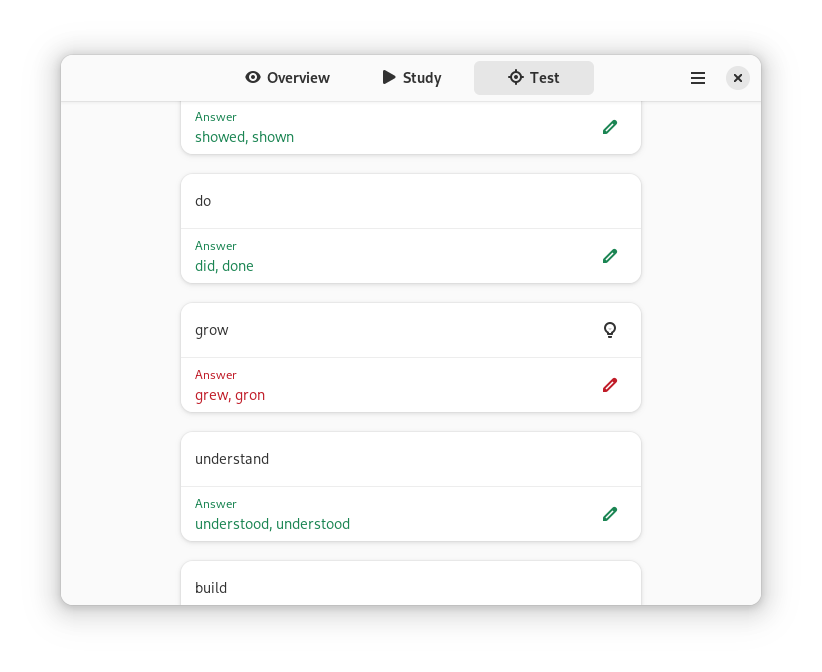 Overview
Study
Test
Answer
showed, shown
do
Answer
did, done
grow
Answer
grew, gron
understand
Answer
understood, understood
build